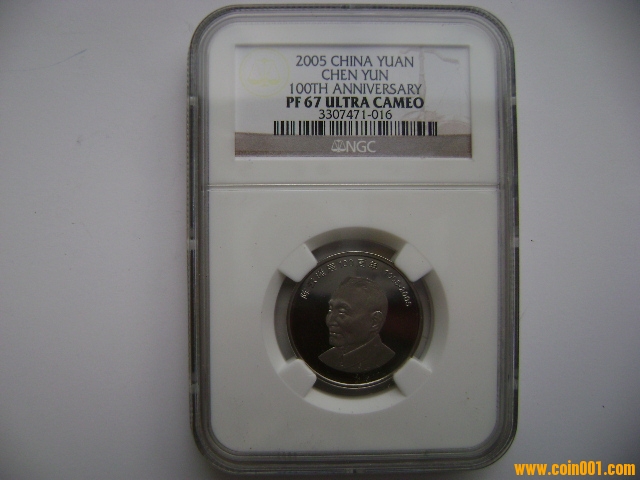 2005 CHINA YUAN
CHEN YUN
100TH ANNIVERSARY
PF 67 ULTRA CAMEO
3307471-016
NGC
www.coin001.com